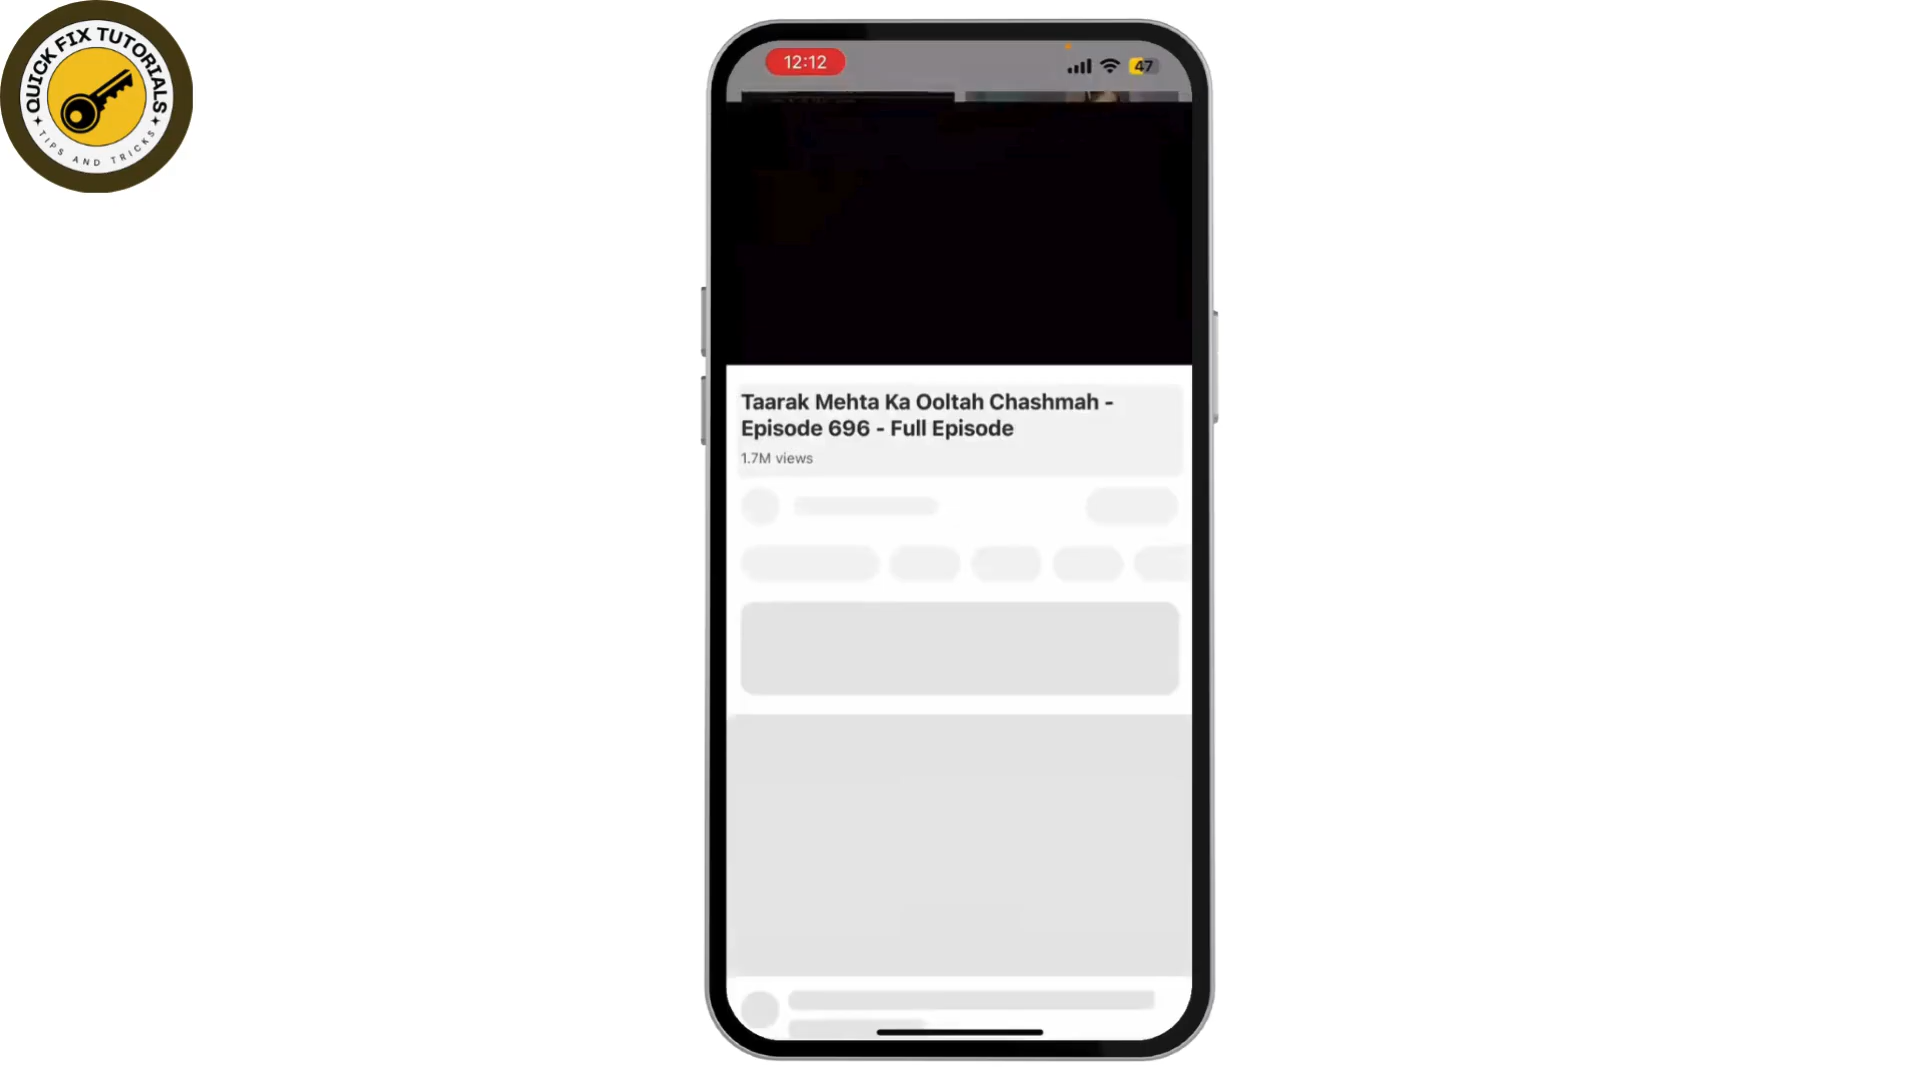 QUICK FIX TUTORIALS
TIPS AND TRICKS
12:12
47
Taarak Mehta Ka Ooltah Chashmah -
Episode 696 - Full Episode
1.7M views